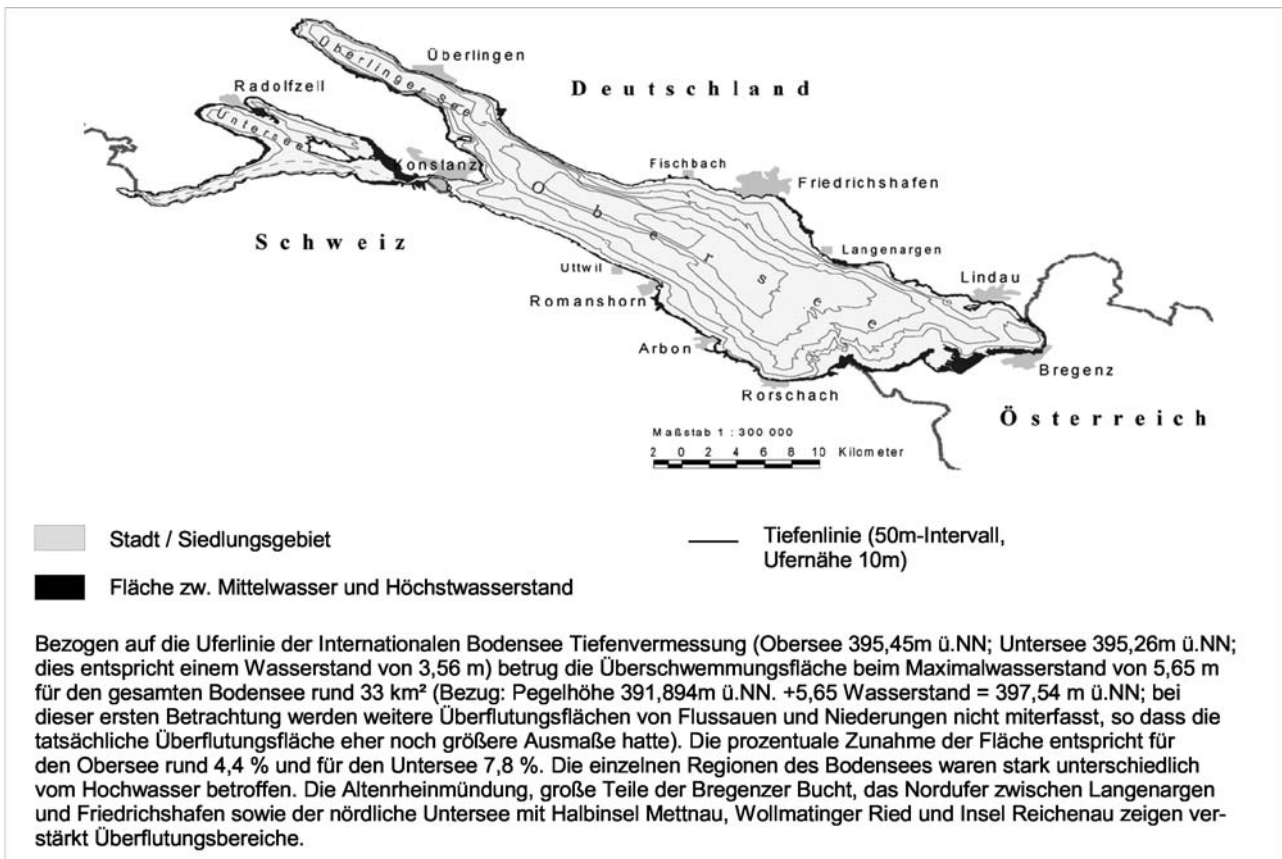 Überlinger See
Überlingen
Deutschland
Radolfzell
Untersee
Konstanz
Fischbach
Friedrichshafen
Obersee
Schweiz
Langenargen
Uttwil
Lindau
Romanshorn
Arbon
Bregenz
Rorschach
Österreich
Maßstab 1 : 300 000
2 0 2 4 6 8 10 Kilometer
Stadt / Siedlungsgebiet
Tiefenlinie (50m-Intervall,
Ufernähe 10m)
Fläche zw. Mittelwasser und Höchstwasserstand
Bezogen auf die Uferlinie der Internationalen Bodensee Tiefenvermessung (Obersee 395,45m ü.NN; Untersee 395,26m ü.NN;
dies entspricht einem Wasserstand von 3,56 m) betrug die Überschwemmungsfläche beim Maximalwasserstand von 5,65 m
für den gesamten Bodensee rund 33 km² (Bezug: Pegelhöhe 391,894m ü.NN. +5,65 Wasserstand = 397,54 m ü.NN; bei
dieser ersten Betrachtung werden weitere Überflutungsflächen von Flussauen und Niederungen nicht miterfasst, so dass die
tatsächliche Überflutungsfläche eher noch größere Ausmaße hatte). Die prozentuale Zunahme der Fläche entspricht für
den Obersee rund 4,4 % und für den Untersee 7,8 %. Die einzelnen Regionen des Bodensees waren stark unterschiedlich
vom Hochwasser betroffen. Die Altenrheinmündung, große Teile der Bregenzer Bucht, das Nordufer zwischen Langenargen
und Friedrichshafen sowie der nördliche Untersee mit Halbinsel Mettnau, Wollmatinger Ried und Insel Reichenau zeigen ver-
stärkt Überflutungsbereiche.